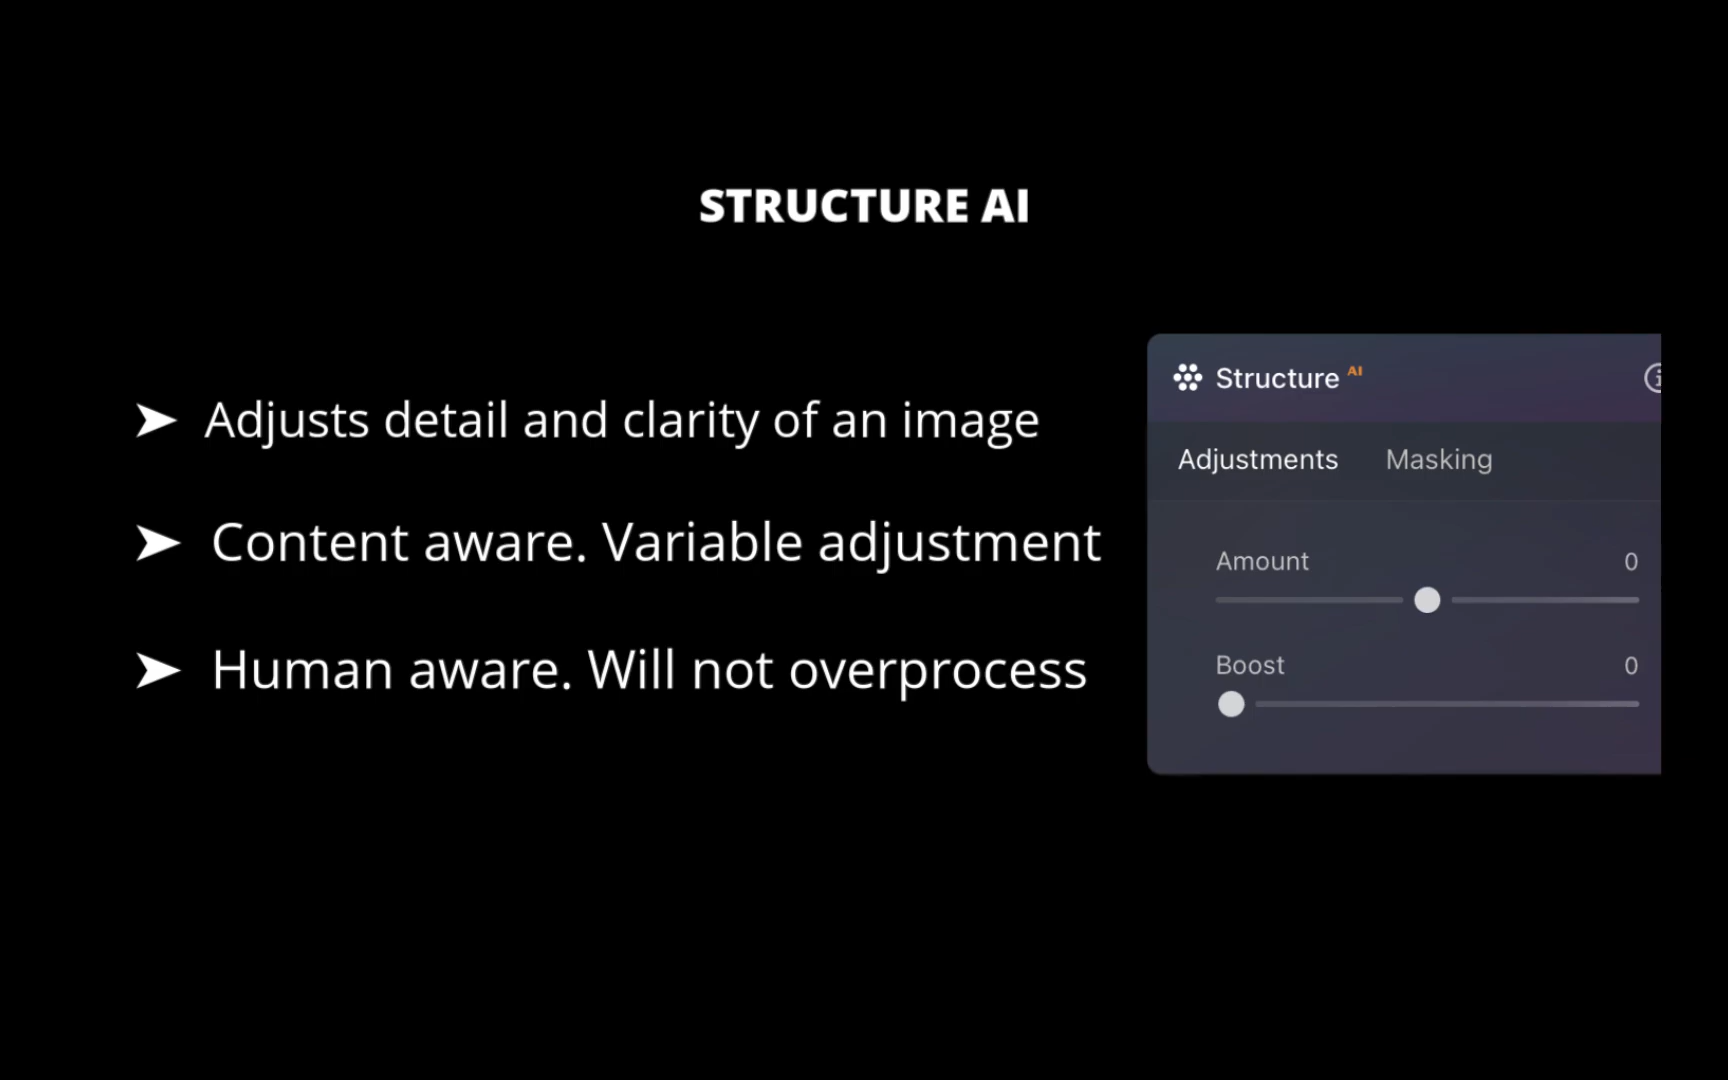 STRUCTURE AI
➤ Adjusts detail and clarity of an image
➤ Content aware. Variable adjustment
➤ Human aware. Will not overprocess
Structure AI
Adjustments Masking
Amount 0
Boost 0